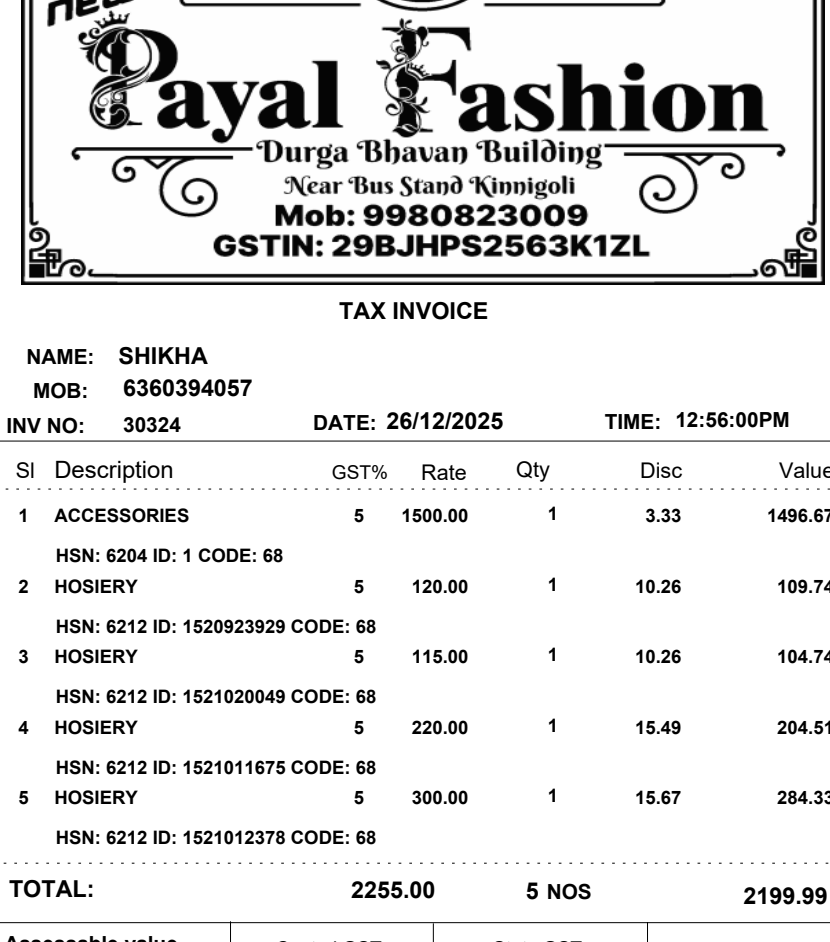 new
Payal Fashion
Durga Bhavan Building
Near Bus Stand Kinnigoli
Mob: 9980823009
GSTIN: 29BJHPS2563K1ZL
TAX INVOICE
NAME: SHIKHA
MOB: 6360394057
INV NO: 30324 DATE: 26/12/2025 TIME: 12:56:00PM
Sl Description GST% Rate Qty Disc Value
1 ACCESSORIES 5 1500.00 1 3.33 1496.67
HSN: 6204 ID: 1 CODE: 68
2 HOSIERY 5 120.00 1 10.26 109.74
HSN: 6212 ID: 1520923929 CODE: 68
3 HOSIERY 5 115.00 1 10.26 104.74
HSN: 6212 ID: 1521020049 CODE: 68
4 HOSIERY 5 220.00 1 15.49 204.51
HSN: 6212 ID: 1521011675 CODE: 68
5 HOSIERY 5 300.00 1 15.67 284.33
HSN: 6212 ID: 1521012378 CODE: 68
TOTAL: 2255.00 5 NOS 2199.99